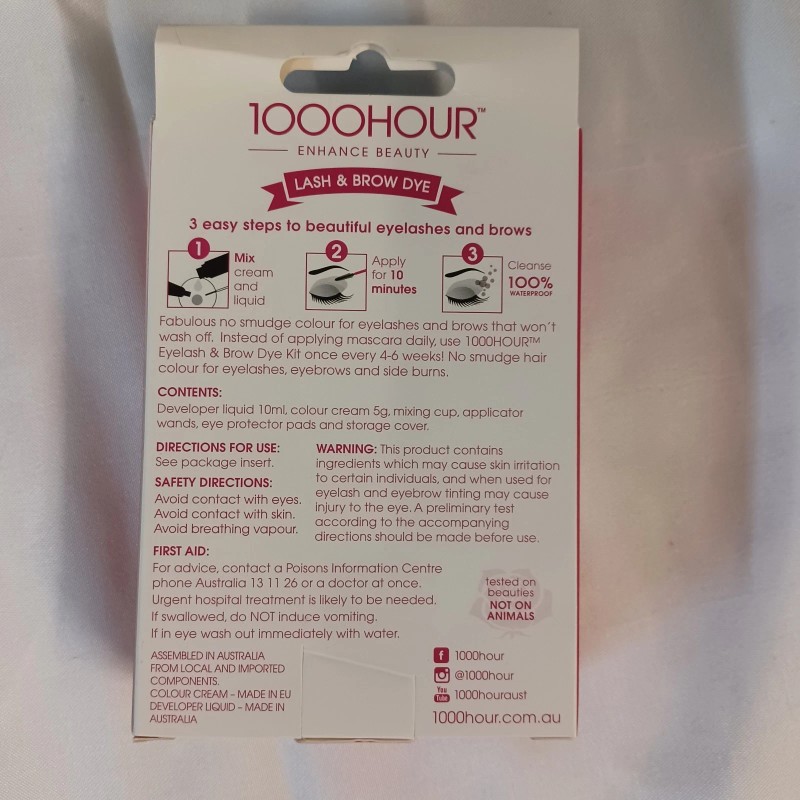 1000HOUR™
ENHANCE BEAUTY
LASH & BROW DYE
3 easy steps to beautiful eyelashes and brows
1
Mix
cream
and
liquid
2
Apply
for 10
minutes
3
Cleanse
100%
WATERPROOF
Fabulous no smudge colour for eyelashes and brows that won't
wash off. Instead of applying mascara daily, use 1000HOUR™
Eyelash & Brow Dye Kit once every 4-6 weeks! No smudge hair
colour for eyelashes, eyebrows and side burns.
CONTENTS:
Developer liquid 10ml, colour cream 5g, mixing cup, applicator
wands, eye protector pads and storage cover.
DIRECTIONS FOR USE:
See package insert.
SAFETY DIRECTIONS:
Avoid contact with eyes.
Avoid contact with skin.
Avoid breathing vapour.
WARNING: This product contains
ingredients which may cause skin irritation
to certain individuals, and when used for
eyelash and eyebrow tinting may cause
injury to the eye. A preliminary test
according to the accompanying
directions should be made before use.
FIRST AID:
For advice, contact a Poisons Information Centre
phone Australia 13 11 26 or a doctor at once.
Urgent hospital treatment is likely to be needed.
If swallowed, do NOT induce vomiting.
If in eye wash out immediately with water.
tested on
beauties
NOT ON
ANIMALS
ASSEMBLED IN AUSTRALIA
FROM LOCAL AND IMPORTED
COMPONENTS.
COLOUR CREAM – MADE IN EU
DEVELOPER LIQUID – MADE IN
AUSTRALIA
f 1000hour
@1000hour
You Tube 1000houraust
1000hour.com.au